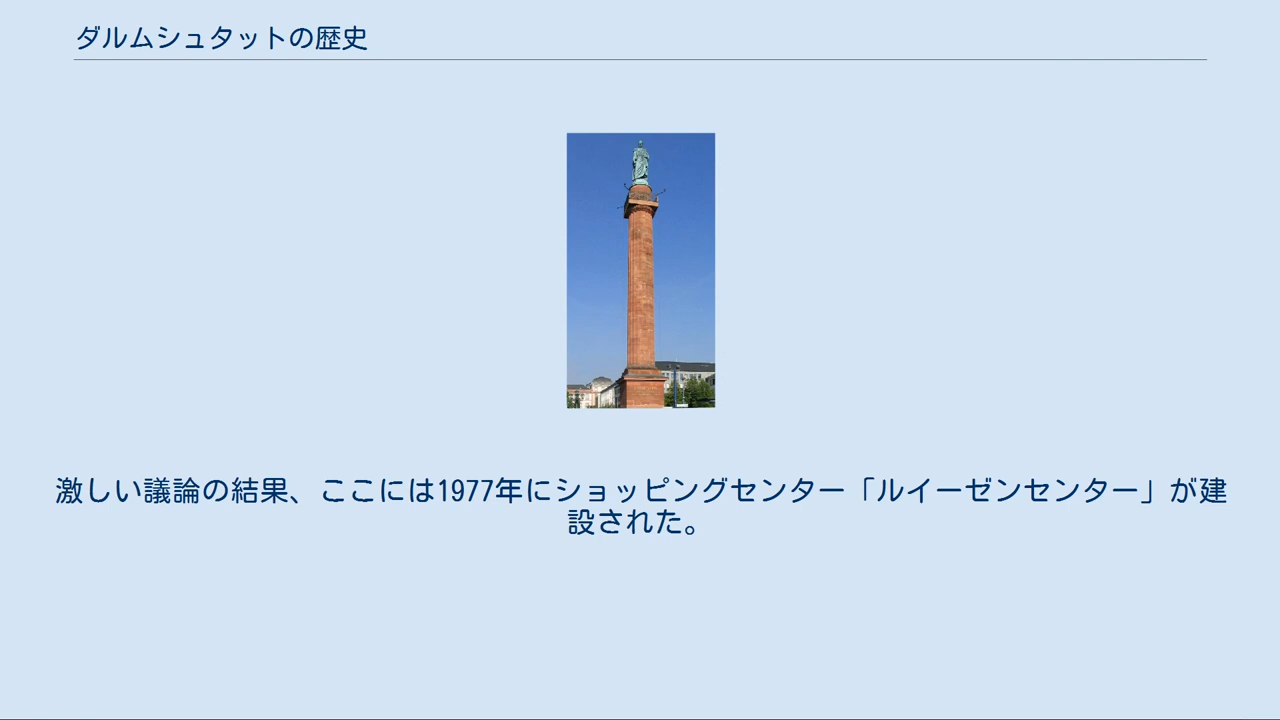 ダルムシュタットの歴史
激しい議論の結果、ここには1977年にショッピングセンター「ルイーゼンセンター」が建
設された。